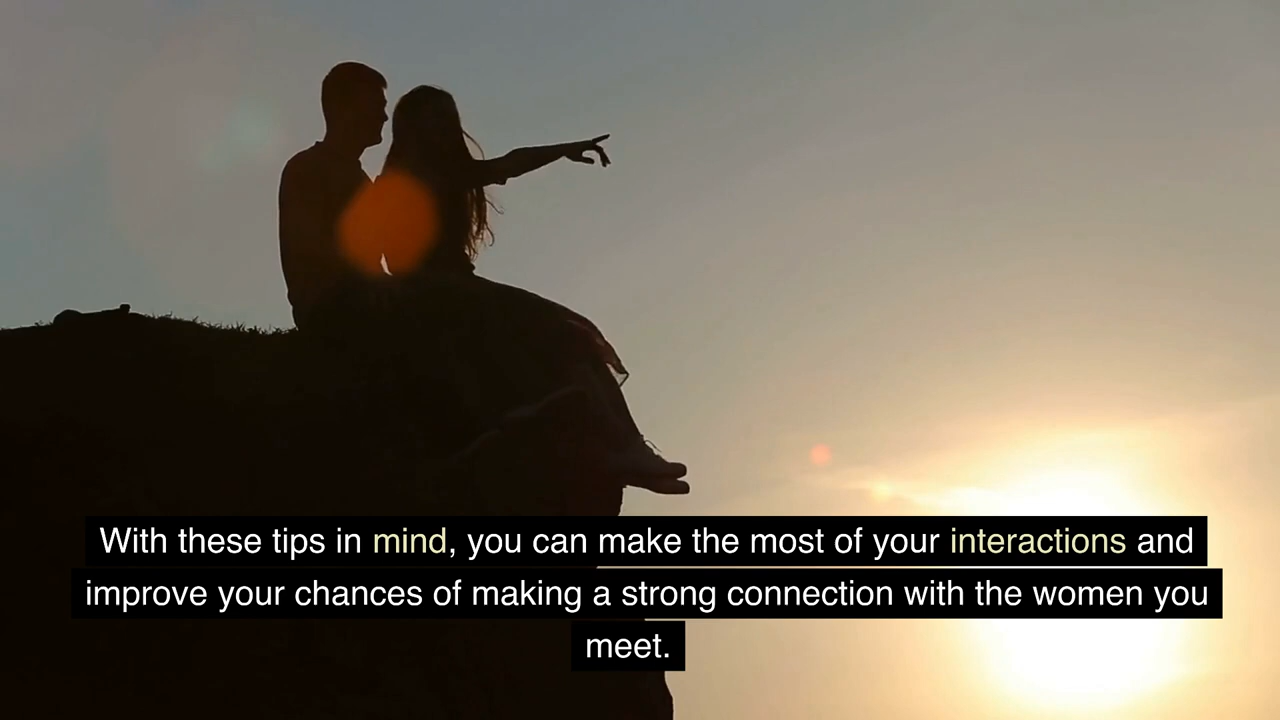 With these tips in mind, you can make the most of your interactions and
improve your chances of making a strong connection with the women you
meet.